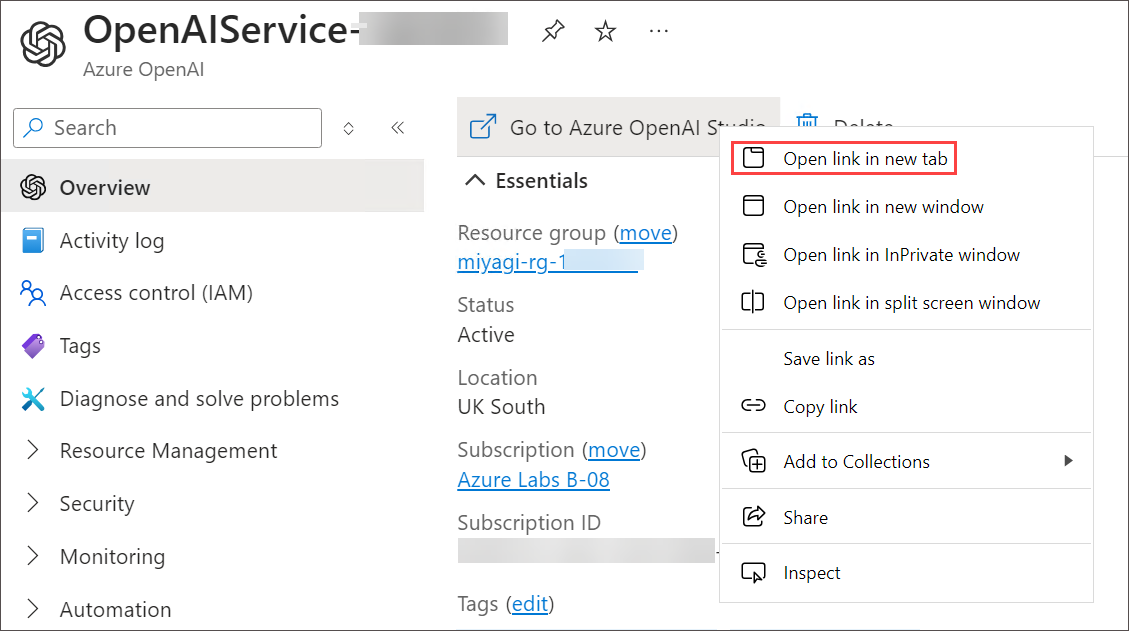 OpenAIService-
Azure OpenAI
Search
Overview
Activity log
Access control (IAM)
Tags
Diagnose and solve problems
Resource Management
Security
Monitoring
Automation
Go to Azure OpenAI Studio
Delete
Essentials
Resource group (move)
miyagi-rg-1
Status
Active
Location
UK South
Subscription (move)
Azure Labs B-08
Subscription ID
Tags (edit)
Open link in new tab
Open link in new window
Open link in InPrivate window
Open link in split screen window
Save link as
Copy link
Add to Collections
Share
Inspect